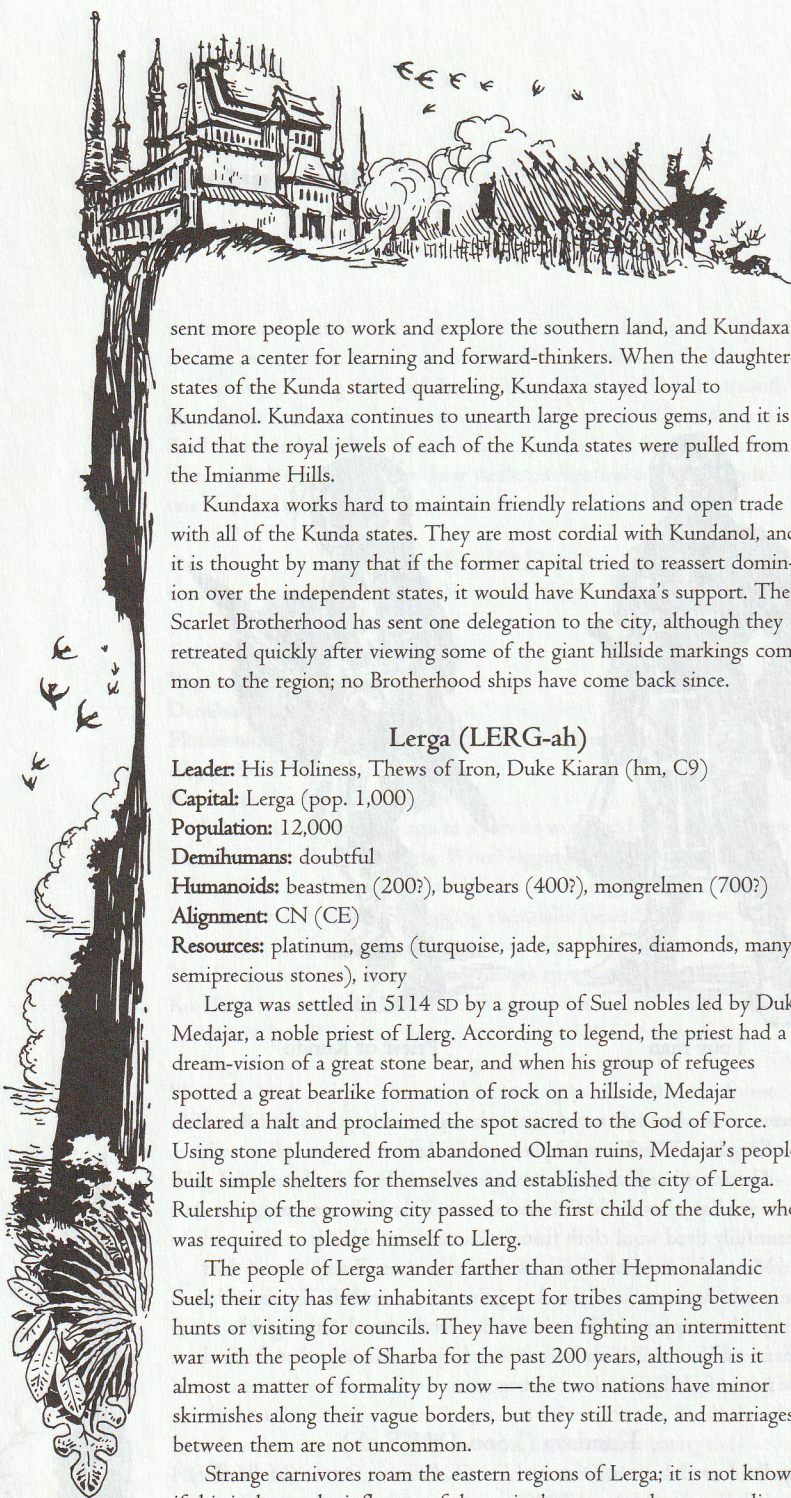 sent more people to work and explore the southern land, and Kundaxa
became a center for learning and forward-thinkers. When the daughter
states of the Kunda started quarreling, Kundaxa stayed loyal to
Kundanol. Kundaxa continues to unearth large precious gems, and it is
said that the royal jewels of each of the Kunda states were pulled from
the Imianme Hills.
Kundaxa works hard to maintain friendly relations and open trade
with all of the Kunda states. They are most cordial with Kundanol, and
it is thought by many that if the former capital tried to reassert domin-
ion over the independent states, it would have Kundaxa's support. The
Scarlet Brotherhood has sent one delegation to the city, although they
retreated quickly after viewing some of the giant hillside markings com-
mon to the region; no Brotherhood ships have come back since.
Lerga (LERG-ah)
Leader: His Holiness, Thews of Iron, Duke Kiaran (hm, C9)
Capital: Lerga (pop. 1,000)
Population: 12,000
Demihumans: doubtful
Humanoids: beastmen (200?), bugbears (400?), mongrelmen (700?)
Alignment: CN (CE)
Resources: platinum, gems (turquoise, jade, sapphires, diamonds, many
semiprecious stones), ivory
Lerga was settled in 5114 SD by a group of Suel nobles led by Duk
Medajar, a noble priest of Llerg. According to legend, the priest had a
dream-vision of a great stone bear, and when his group of refugees
spotted a great bearlike formation of rock on a hillside, Medajar
declared a halt and proclaimed the spot sacred to the God of Force.
Using stone plundered from abandoned Olman ruins, Medajar's people
built simple shelters for themselves and established the city of Lerga.
Rulership of the growing city passed to the first child of the duke, who
was required to pledge himself to Llerg.
The people of Lerga wander farther than other Hepmonalandic
Suel; their city has few inhabitants except for tribes camping between
hunts or visiting for councils. They have been fighting an intermittent
war with the people of Sharba for the past 200 years, although is it
almost a matter of formality by now — the two nations have minor
skirmishes along their vague borders, but they still trade, and marriages
between them are not uncommon.
Strange carnivores roam the eastern regions of Lerga; it is not know